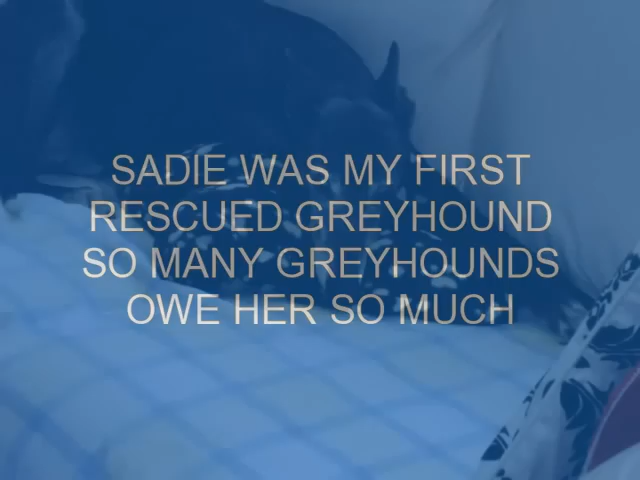 SADIE WAS MY FIRST
RESCUED GREYHOUND
SO MANY GREYHOUNDS
OWE HER SO MUCH